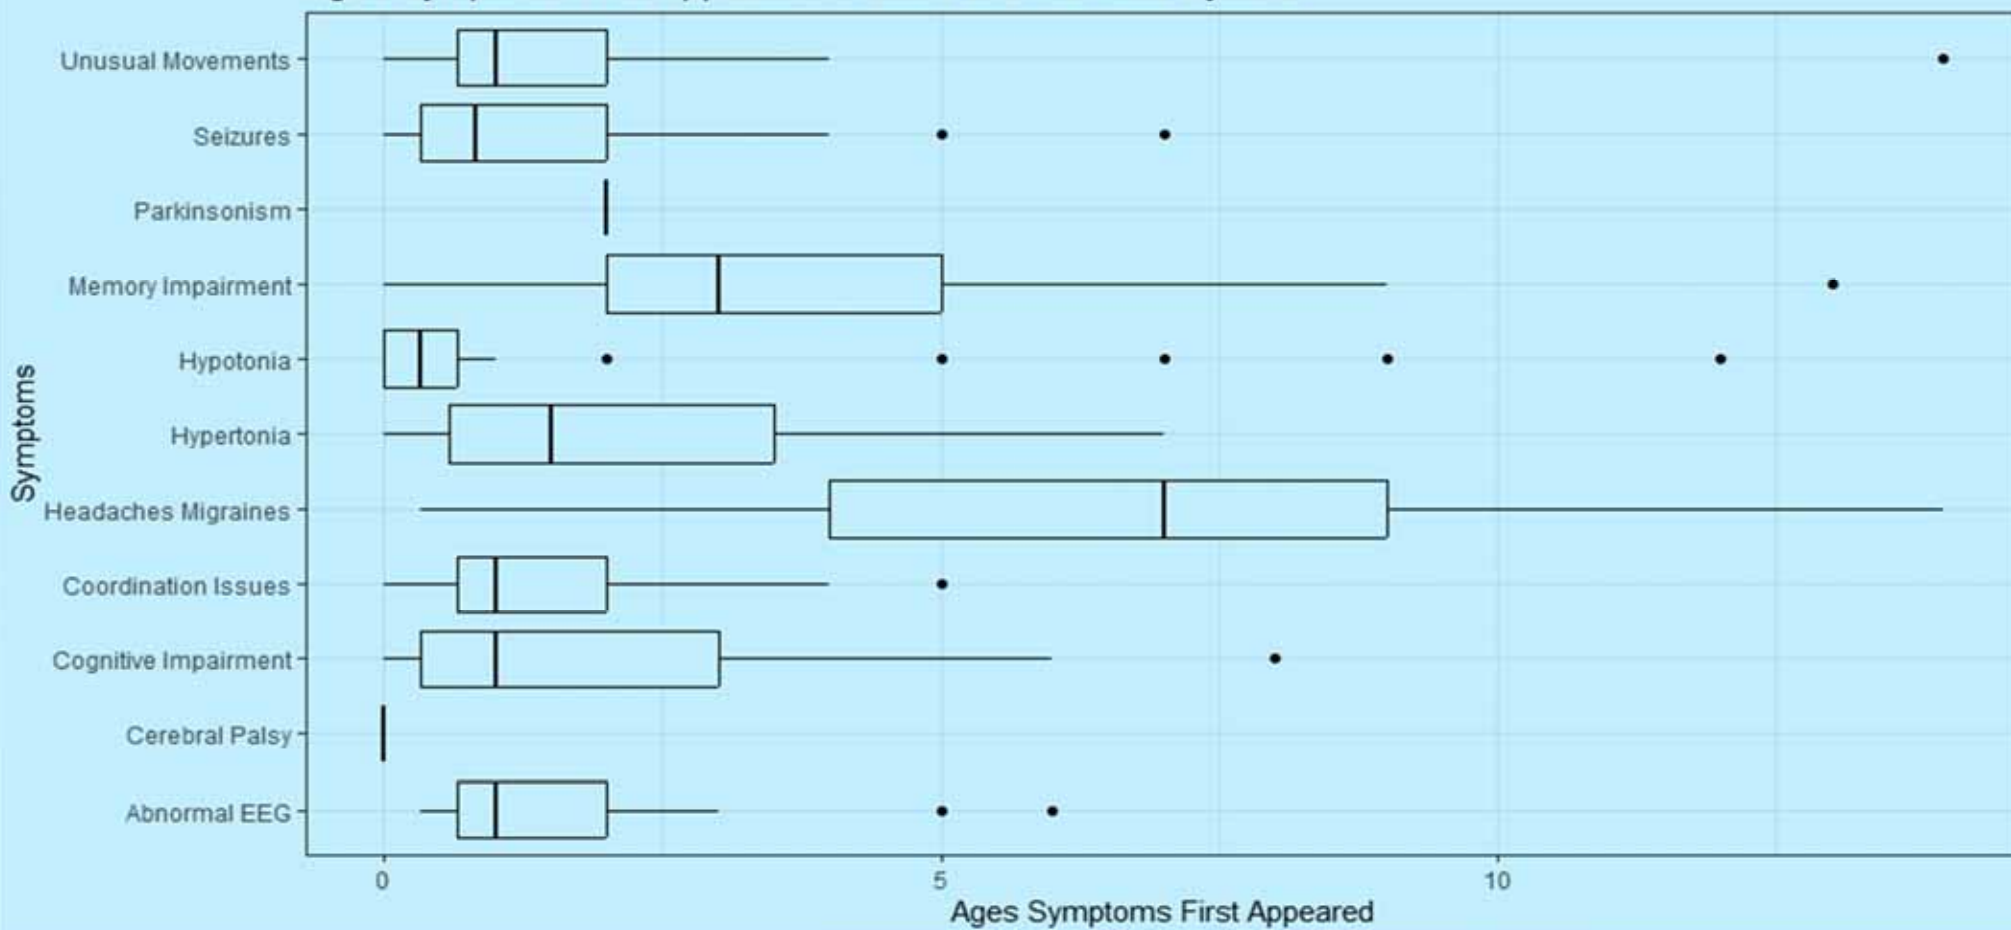 Unusual Movements
Seizures
Parkinsonism
Memory Impairment
Hypotonia
Hypertonia
Headaches Migraines
Coordination Issues
Cognitive Impairment
Cerebral Palsy
Abnormal EEG
Symptoms
0 5 10
Ages Symptoms First Appeared